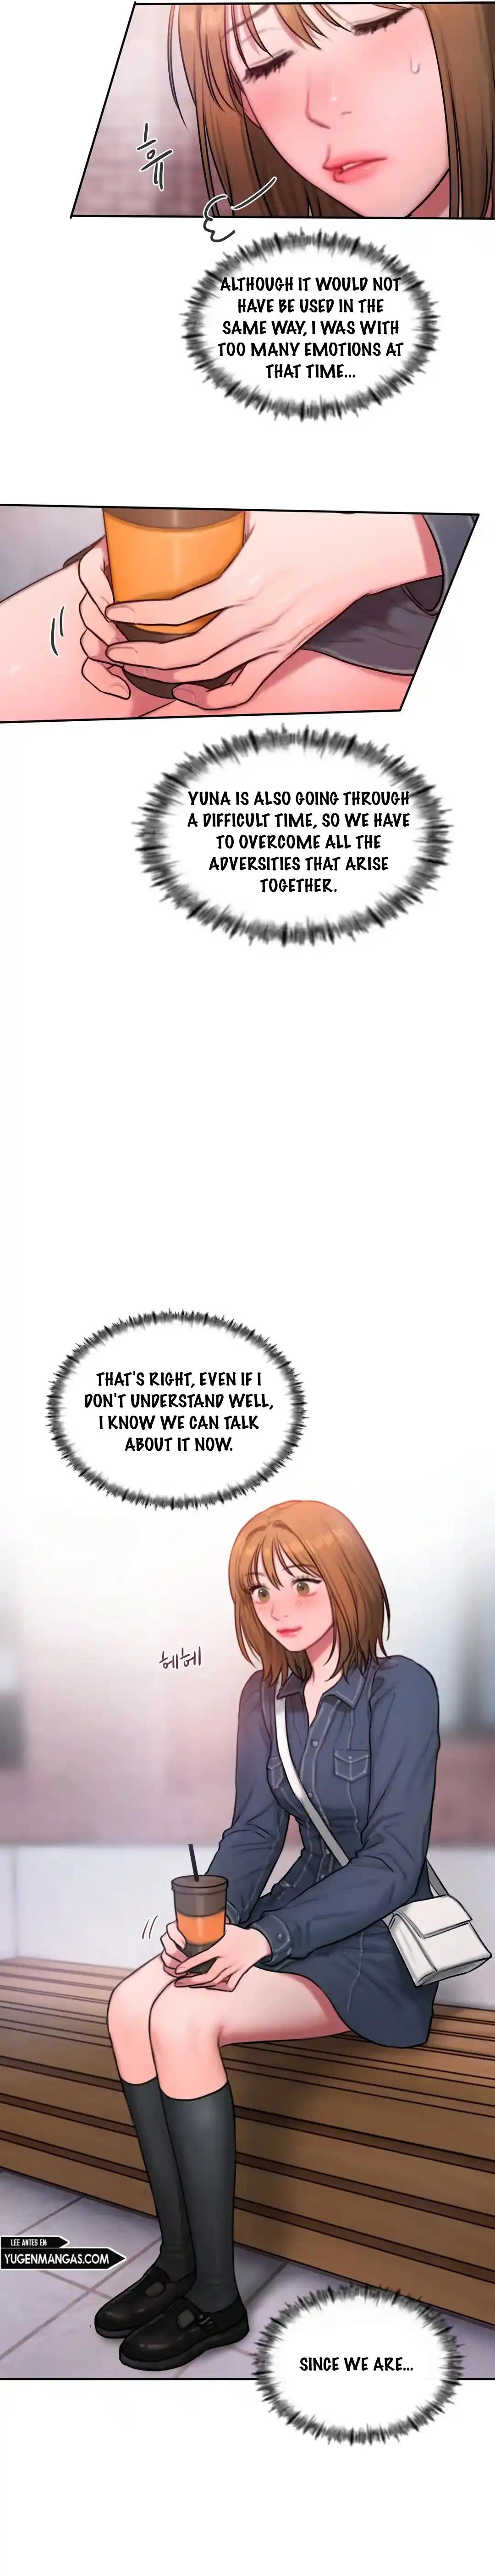 휴
ALTHOUGH IT WOULD NOT
HAVE BE USED IN THE
SAME WAY, I WAS WITH
TOO MANY EMOTIONS AT
THAT TIME...
YUNA IS ALSO GOING THROUGH
A DIFFICULT TIME, SO WE HAVE
TO OVERCOME ALL THE
ADVERSITIES THAT ARISE
TOGETHER.
THAT'S RIGHT, EVEN IF I
DON'T UNDERSTAND WELL,
I KNOW WE CAN TALK
ABOUT IT NOW.
헤헤
LEE ANTES EN:
YUGENMANGAS.COM
SINCE WE ARE...